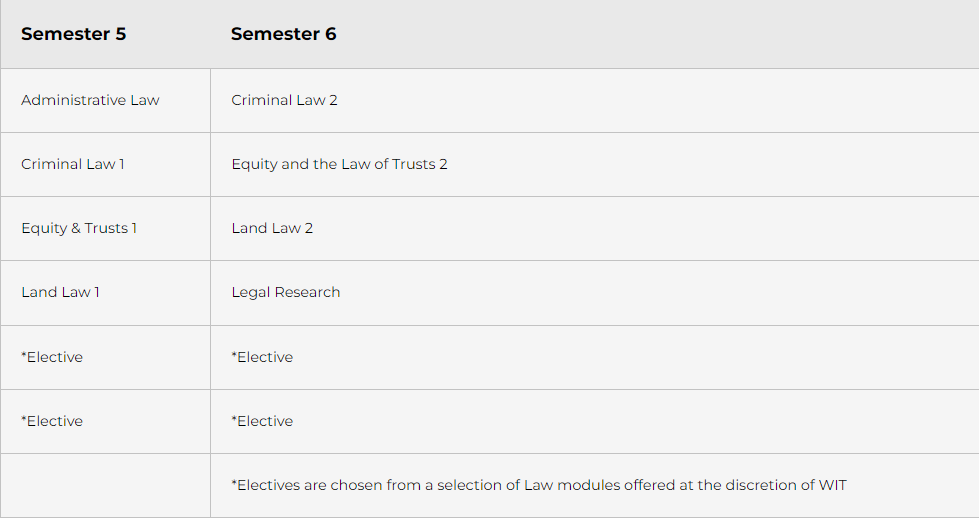 Semester 5 Semester 6
Administrative Law Criminal Law 2
Criminal Law 1 Equity and the Law of Trusts 2
Equity & Trusts 1 Land Law 2
Land Law 1 Legal Research
*Elective *Elective
*Elective *Elective
*Electives are chosen from a selection of Law modules offered at the discretion of WIT